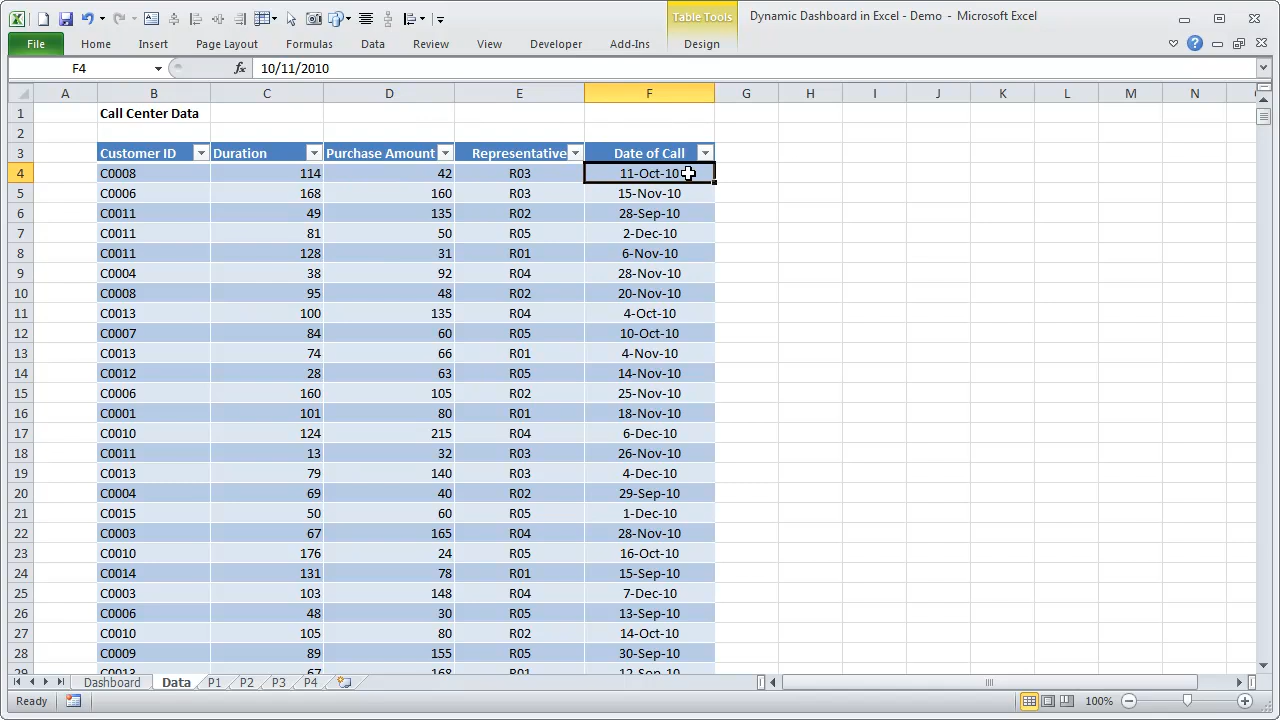 Table Tools
Dynamic Dashboard in Excel - Demo - Microsoft Excel
File Home Insert Page Layout Formulas Data Review View Developer Add-Ins Design
F4 fx 10/11/2010
A B C D E F G H I J K L M N
1 Call Center Data
2
3 Customer ID Duration Purchase Amount Representative Date of Call
4 C0008 114 42 R03 11-Oct-10
5 C0006 168 160 R03 15-Nov-10
6 C0011 49 135 R02 28-Sep-10
7 C0011 81 50 R05 2-Dec-10
8 C0011 128 31 R01 6-Nov-10
9 C0004 38 92 R04 28-Nov-10
10 C0008 95 48 R02 20-Nov-10
11 C0013 100 135 R04 4-Oct-10
12 C0007 84 60 R05 10-Oct-10
13 C0013 74 66 R01 4-Nov-10
14 C0012 28 63 R05 14-Nov-10
15 C0006 160 105 R02 25-Nov-10
16 C0001 101 80 R01 18-Nov-10
17 C0010 124 215 R04 6-Dec-10
18 C0011 13 32 R03 26-Nov-10
19 C0013 79 140 R03 4-Dec-10
20 C0004 69 40 R02 29-Sep-10
21 C0015 50 60 R05 1-Dec-10
22 C0003 67 165 R04 28-Nov-10
23 C0010 176 24 R05 16-Oct-10
24 C0014 131 78 R01 15-Sep-10
25 C0003 103 148 R04 7-Dec-10
26 C0006 48 30 R05 13-Sep-10
27 C0010 105 80 R02 14-Oct-10
28 C0009 89 155 R05 30-Sep-10
29 C0013 67 168 R01 12-Sep-10
Dashboard Data P1 P2 P3 P4
Ready 100%